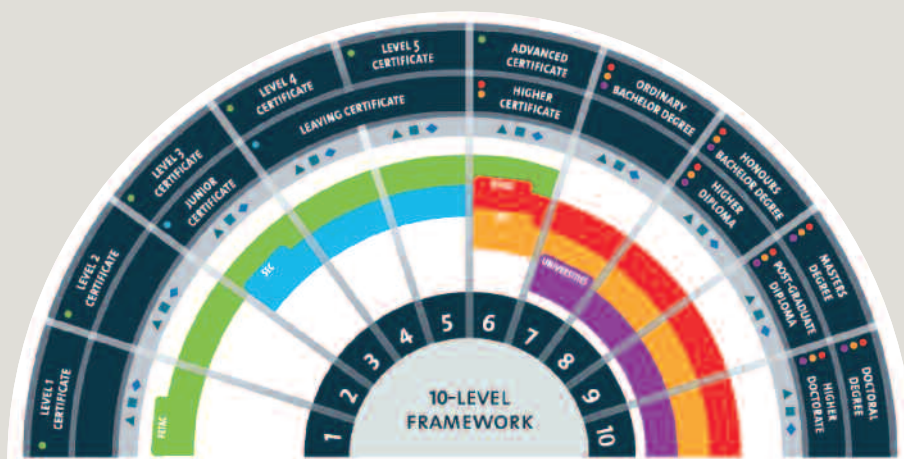 LEVEL 1
CERTIFICATE
LEVEL 2
CERTIFICATE
LEVEL 3
CERTIFICATE
LEVEL 4
CERTIFICATE
LEVEL 5
CERTIFICATE
ADVANCED
CERTIFICATE
ORDINARY
BACHELOR DEGREE
HONOURS
BACHELOR DEGREE
MASTERS
DEGREE
DOCTORAL
DEGREE
JUNIOR
CERTIFICATE
LEAVING CERTIFICATE
HIGHER
CERTIFICATE
HIGHER
DIPLOMA
POST-GRADUATE
DIPLOMA
HIGHER
DOCTORATE
FETAC
SEC
UNIVERSITIES
1
2
3
4
5
6
7
8
9
10
10-LEVEL
FRAMEWORK